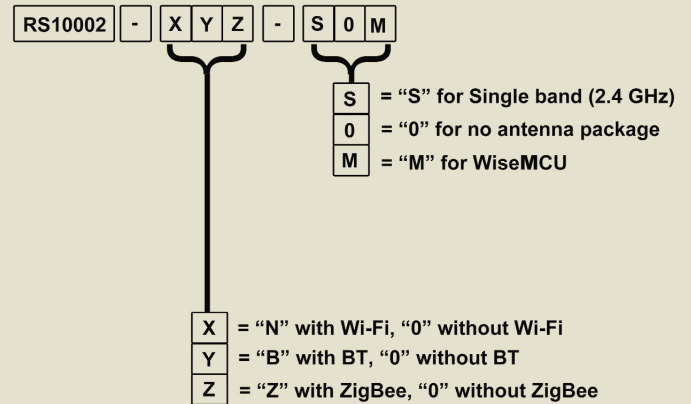 RS10002 - X Y Z - S 0 M
S = “S” for Single band (2.4 GHz)
0 = “0” for no antenna package
M = “M” for WiseMCU
X = “N” with Wi-Fi, “0” without Wi-Fi
Y = “B” with BT, “0” without BT
Z = “Z” with ZigBee, “0” without ZigBee